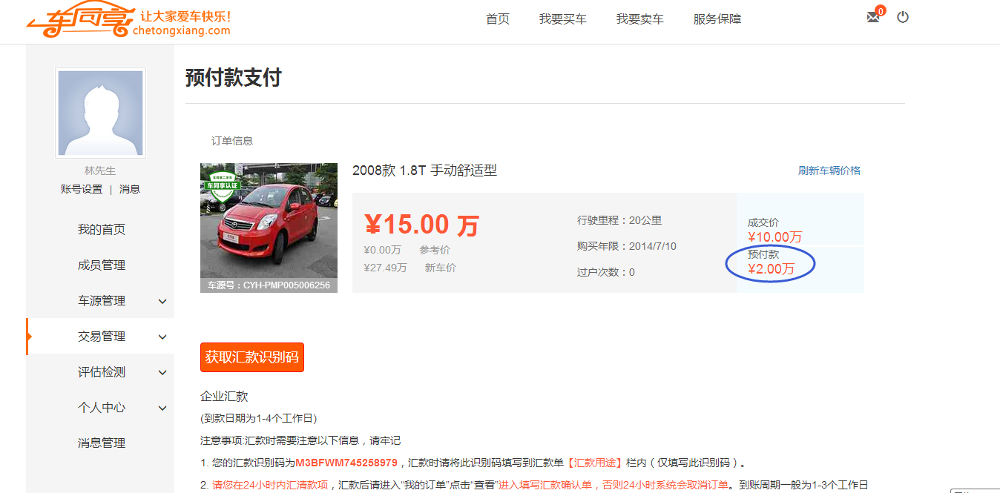 车同享 让大家爱车快乐!
chetongxiang.com
首页 我要买车 我要卖车 服务保障
0
预付款支付
林先生
账号设置 | 消息
我的首页
成员管理
车源管理
交易管理
评估检测
个人中心
消息管理
订单信息
车同享认证
车源号：CYH-PMP005006256
2008款 1.8T 手动舒适型
刷新车辆价格
¥15.00 万
¥0.00万 参考价
¥27.49万 新车价
行驶里程：20公里
购买年限：2014/7/10
过户次数：0
成交价
¥10.00万
预付款
¥2.00万
获取汇款识别码
企业汇款
(到款日期为1-4个工作日)
注意事项:汇款时需要注意以下信息，请牢记
1. 您的汇款识别码为M3BFWM745258979，汇款时请将此识别码填写到汇款单【汇款用途】栏内（仅填写此识别码）。
2. 请您在24小时内汇清款项，汇款后请进入“我的订单”点击“查看”进入填写汇款确认单，否则24小时系统会取消订单。到账周期一般为1-3个工作日